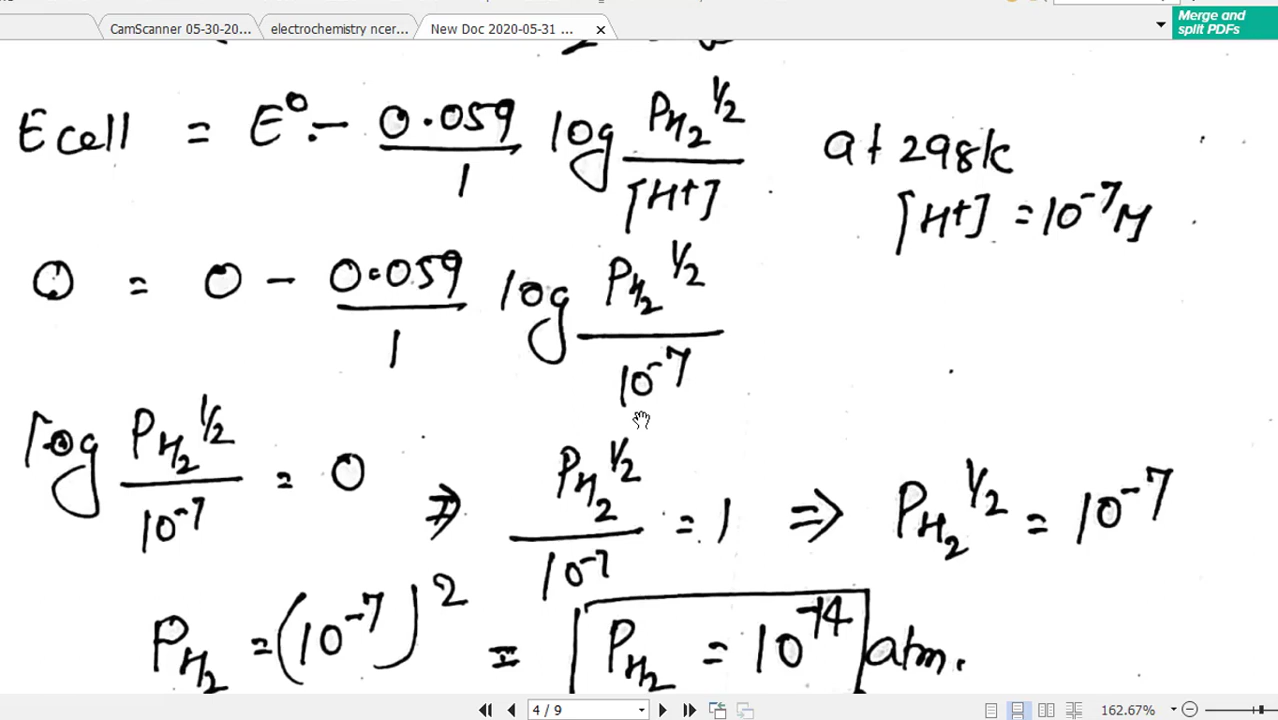 CamScanner 05-30-20... electrochemistry ncer... New Doc 2020-05-31 ... ×
Merge and
split PDFs
E cell = E⁰ - 0.059/1 log P_H₂^1/2 / [H+] at 298k
[H+] = 10⁻⁷M
0 = 0 - 0.059/1 log P_H₂^1/2 / 10⁻⁷
log P_H₂^1/2 / 10⁻⁷ = 0 ⇒ P_H₂^1/2 / 10⁻⁷ = 1 ⇒ P_H₂^1/2 = 10⁻⁷
P_H₂ = (10⁻⁷)² = P_H₂ = 10⁻¹⁴ atm.
4 / 9 162.67%